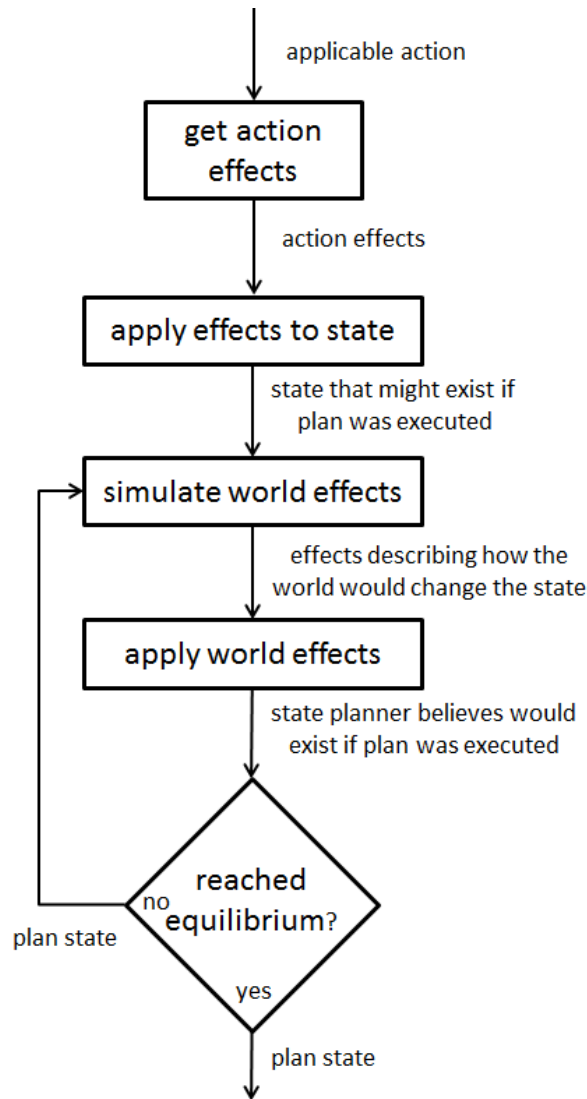 applicable action
get action
effects
action effects
apply effects to state
state that might exist if
plan was executed
simulate world effects
effects describing how the
world would change the state
apply world effects
state planner believes would
exist if plan was executed
reached
equilibrium?
no
plan state
yes
plan state